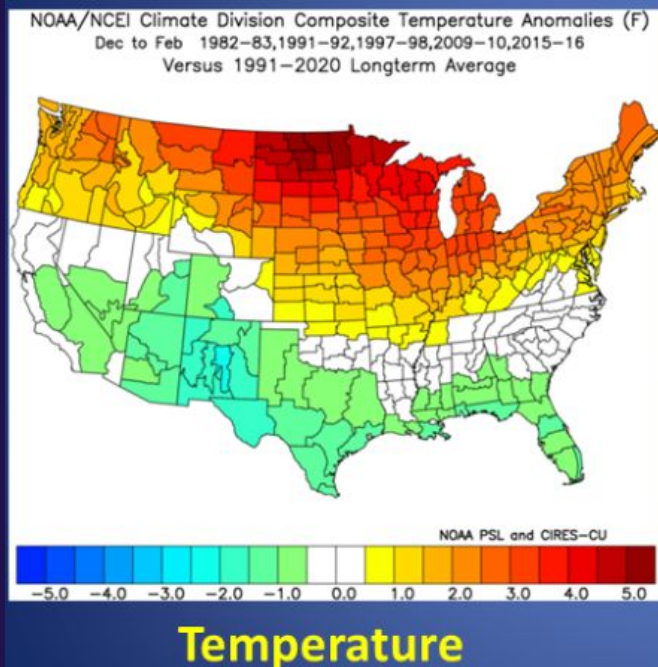 NOAA/NCEI Climate Division Composite Temperature Anomalies (F)
Dec to Feb 1982-83,1991-92,1997-98,2009-10,2015-16
Versus 1991-2020 Longterm Average
NOAA PSL and CIRES-CU
-5.0 -4.0 -3.0 -2.0 -1.0 0.0 1.0 2.0 3.0 4.0 5.0
Temperature